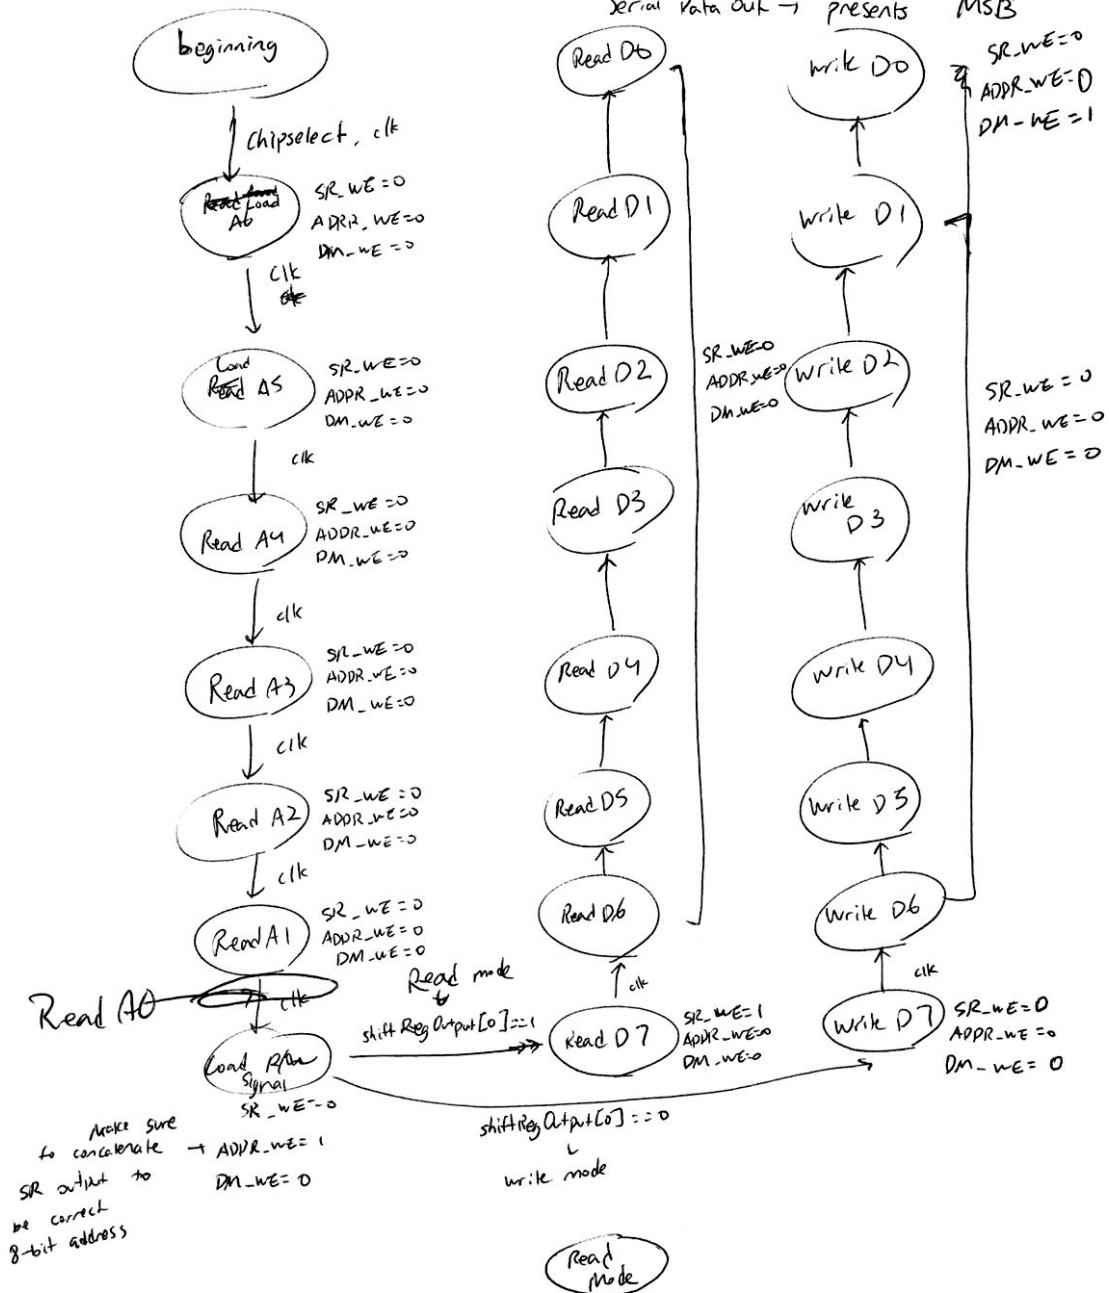 Serial Data Out → presents MSB
beginning
Chipselect, clk
A6
SR_WE=0
ADRR_WE=0
DM_WE=0
clk
Load
A5
SR_WE=0
ADDR_WE=0
DM_WE=0
clk
Read A4
SR_WE=0
ADDR_WE=0
DM_WE=0
clk
Read A3
SR_WE=0
ADDR_WE=0
DM_WE=0
clk
Read A2
SR_WE=0
ADDR_WE=0
DM_WE=0
clk
Read A1
SR_WE=0
ADDR_WE=0
DM_WE=0
clk
Read A0
Load
Signal
SR_WE=0
ADDR_WE=1
DM_WE=0
Make sure
to concatenate →
SR output to
be correct
8-bit address
Read mode
shiftRegOutput[0]==1
shiftRegOutput[0]==0
write mode
Read D0
Read D1
Read D2
Read D3
Read D4
Read D5
Read D6
clk
Read D7
SR_WE=1
ADDR_WE=0
DM_WE=0
SR_WE=0
ADDR_WE=0
DM_WE=0
write D0
SR_WE=0
ADDR_WE=0
DM_WE=1
write D1
write D2
write
D3
write D4
write D5
write D6
SR_WE=0
ADDR_WE=0
DM_WE=0
clk
write D7
SR_WE=0
ADDR_WE=0
DM_WE=0
Read
Mode